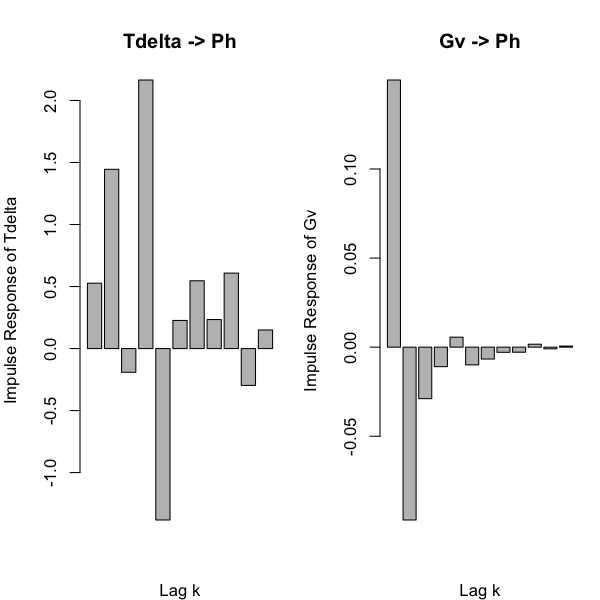 Tdelta -> Ph
Impulse Response of Tdelta
2.0
1.5
1.0
0.5
0.0
-0.5
-1.0
Lag k
Gv -> Ph
Impulse Response of Gv
0.10
0.05
0.00
-0.05
Lag k